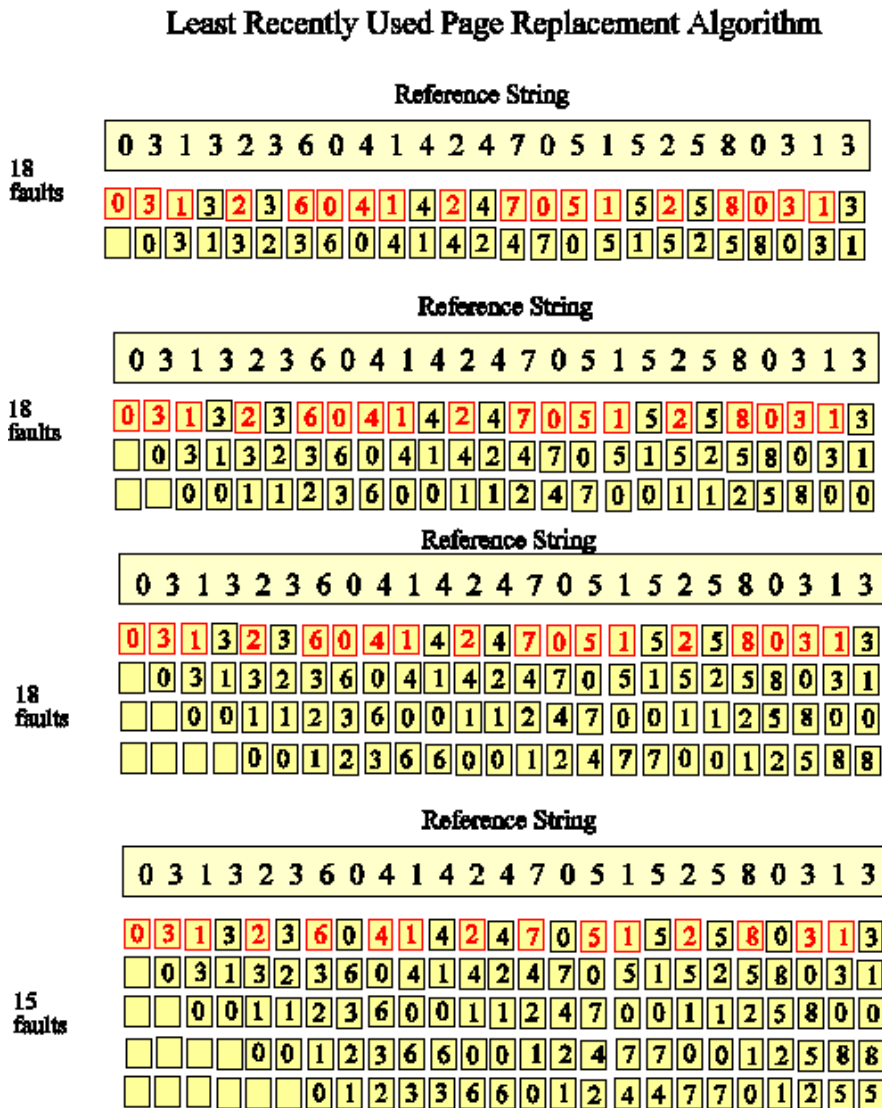 Least Recently Used Page Replacement Algorithm
Reference String
0 3 1 3 2 3 6 0 4 1 4 2 4 7 0 5 1 5 2 5 8 0 3 1 3
18
faults
0 3 1 3 2 3 6 0 4 1 4 2 4 7 0 5 1 5 2 5 8 0 3 1 3
0 3 1 3 2 3 6 0 4 1 4 2 4 7 0 5 1 5 2 5 8 0 3 1
Reference String
0 3 1 3 2 3 6 0 4 1 4 2 4 7 0 5 1 5 2 5 8 0 3 1 3
18
faults
0 3 1 3 2 3 6 0 4 1 4 2 4 7 0 5 1 5 2 5 8 0 3 1 3
0 3 1 3 2 3 6 0 4 1 4 2 4 7 0 5 1 5 2 5 8 0 3 1
0 0 1 1 2 3 6 0 0 1 1 2 4 7 0 0 1 1 2 5 8 0 0
Reference String
0 3 1 3 2 3 6 0 4 1 4 2 4 7 0 5 1 5 2 5 8 0 3 1 3
18
faults
0 3 1 3 2 3 6 0 4 1 4 2 4 7 0 5 1 5 2 5 8 0 3 1 3
0 3 1 3 2 3 6 0 4 1 4 2 4 7 0 5 1 5 2 5 8 0 3 1
0 0 1 1 2 3 6 0 0 1 1 2 4 7 0 0 1 1 2 5 8 0 0
0 0 1 2 3 6 6 0 0 1 2 4 7 7 0 0 1 2 5 8 8
Reference String
0 3 1 3 2 3 6 0 4 1 4 2 4 7 0 5 1 5 2 5 8 0 3 1 3
15
faults
0 3 1 3 2 3 6 0 4 1 4 2 4 7 0 5 1 5 2 5 8 0 3 1 3
0 3 1 3 2 3 6 0 4 1 4 2 4 7 0 5 1 5 2 5 8 0 3 1
0 0 1 1 2 3 6 0 0 1 1 2 4 7 0 0 1 1 2 5 8 0 0
0 0 1 2 3 6 6 0 0 1 2 4 7 7 0 0 1 2 5 8 8
0 1 2 3 3 6 6 0 1 2 4 4 7 7 0 1 2 5 5